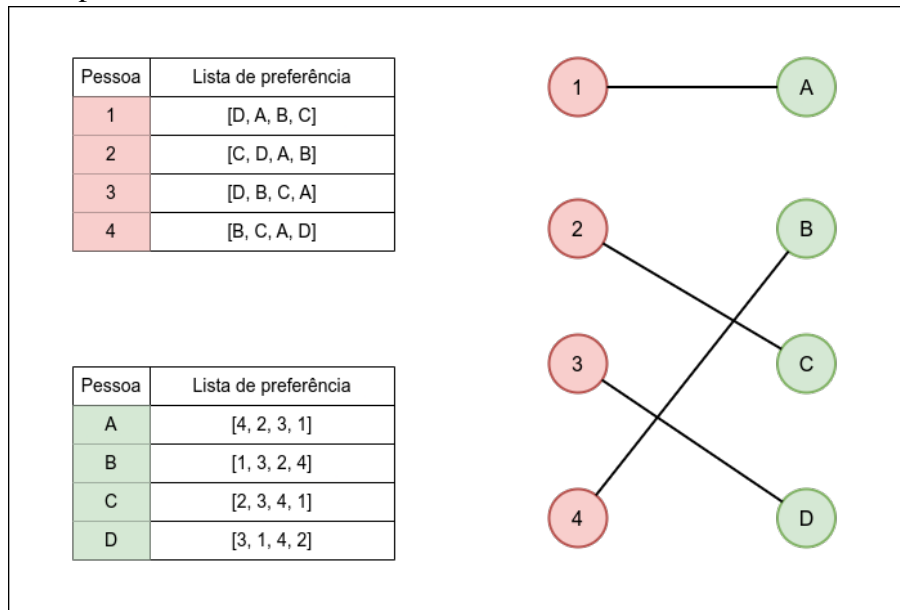 Pessoa Lista de preferência
1 [D, A, B, C]
2 [C, D, A, B]
3 [D, B, C, A]
4 [B, C, A, D]
Pessoa Lista de preferência
A [4, 2, 3, 1]
B [1, 3, 2, 4]
C [2, 3, 4, 1]
D [3, 1, 4, 2]
1 A
2 B
3 C
4 D